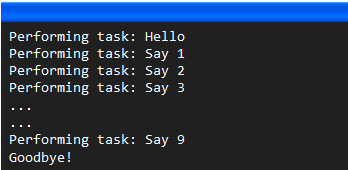 Performing task: Hello
Performing task: Say 1
Performing task: Say 2
Performing task: Say 3
...
...
Performing task: Say 9
Goodbye!